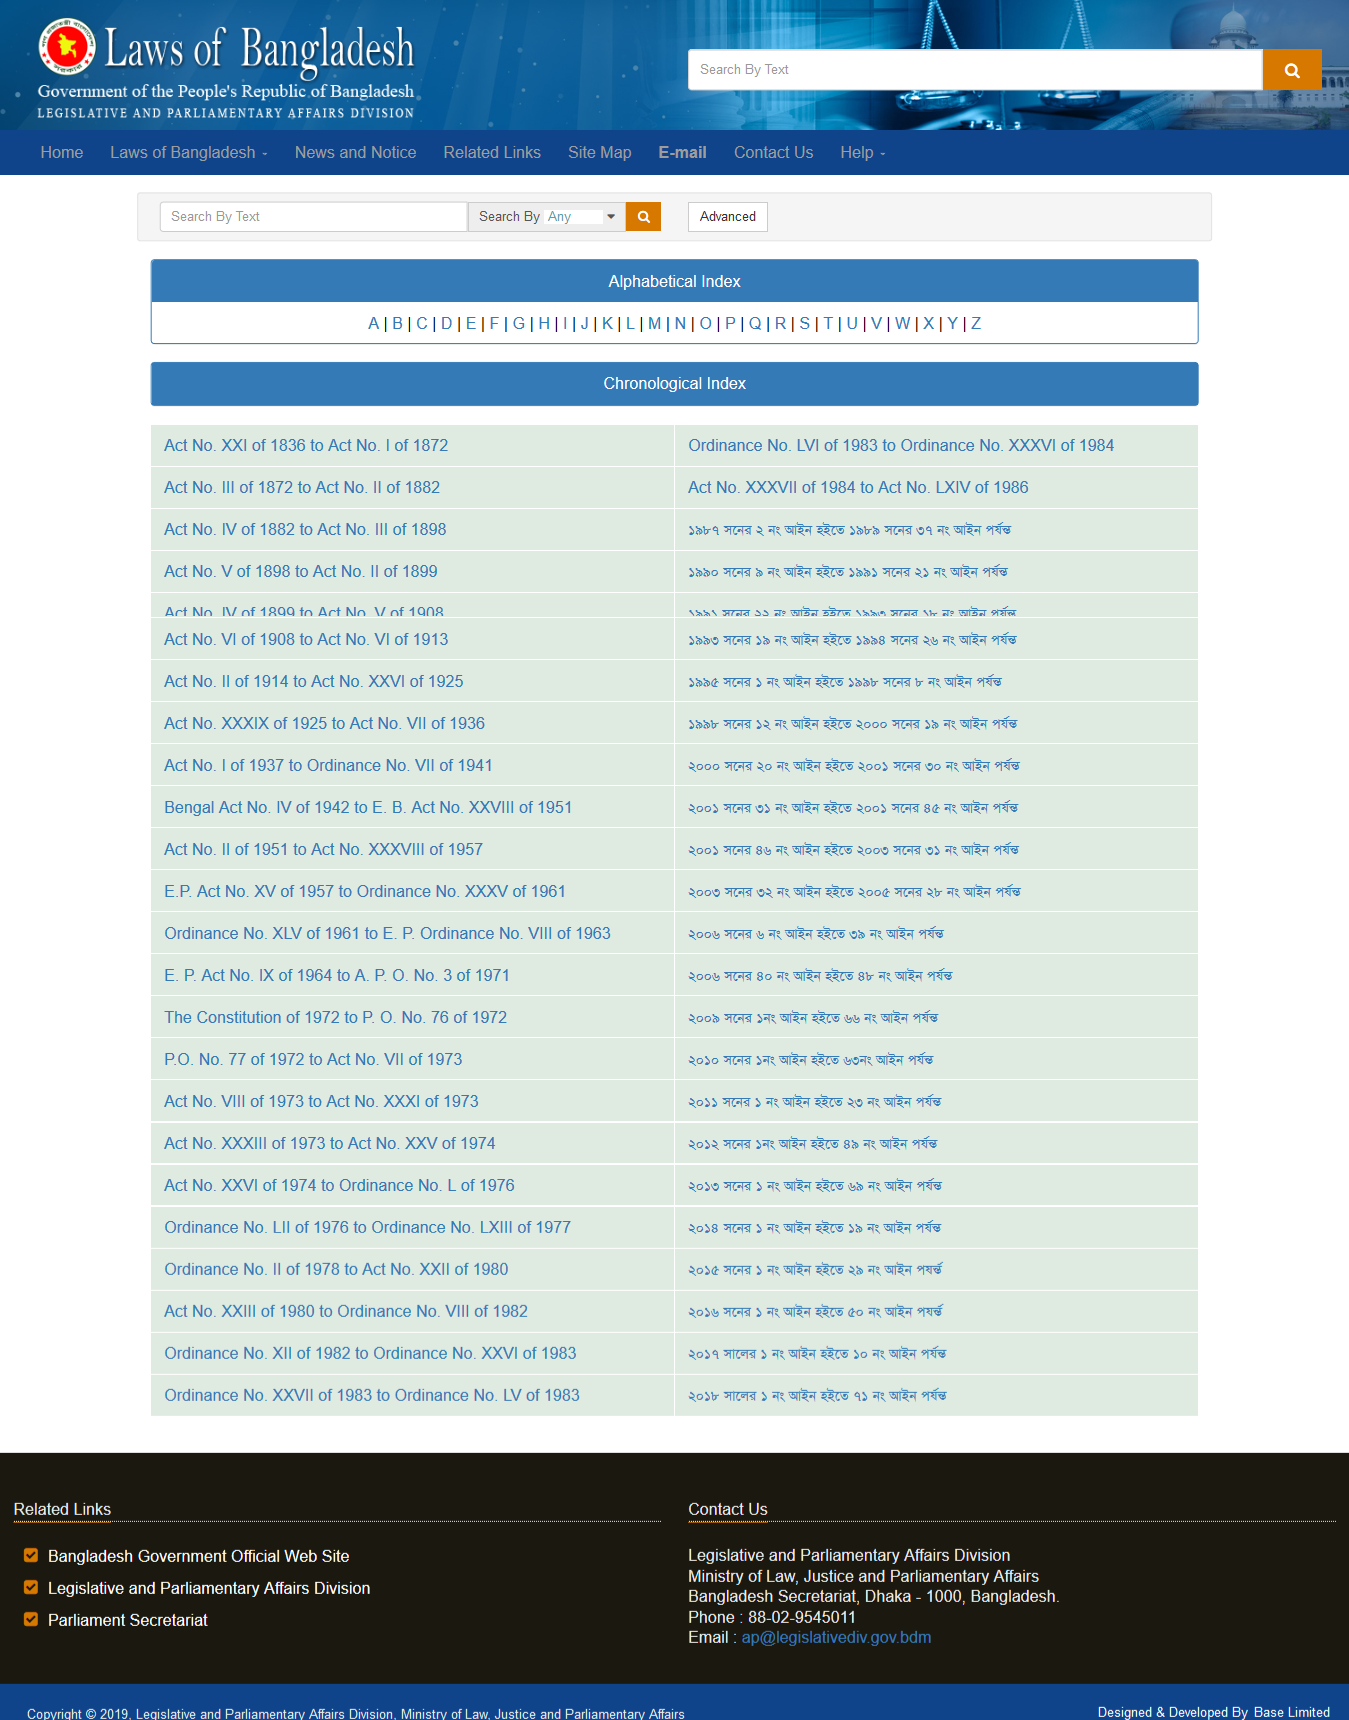 Laws of Bangladesh
Government of the People's Republic of Bangladesh
LEGISLATIVE AND PARLIAMENTARY AFFAIRS DIVISION
Search By Text
Home Laws of Bangladesh News and Notice Related Links Site Map E-mail Contact Us Help
Search By Text Search By Any Advanced
Alphabetical Index
A | B | C | D | E | F | G | H | I | J | K | L | M | N | O | P | Q | R | S | T | U | V | W | X | Y | Z
Chronological Index
Act No. XXI of 1836 to Act No. I of 1872
Ordinance No. LVI of 1983 to Ordinance No. XXXVI of 1984
Act No. III of 1872 to Act No. II of 1882
Act No. XXXVII of 1984 to Act No. LXIV of 1986
Act No. IV of 1882 to Act No. III of 1898
১৯৮৭ সনের ২ নং আইন হইতে ১৯৮৯ সনের ৩৭ নং আইন পর্যন্ত
Act No. V of 1898 to Act No. II of 1899
১৯৯০ সনের ৯ নং আইন হইতে ১৯৯১ সনের ২১ নং আইন পর্যন্ত
Act No. IV of 1899 to Act No. V of 1908
১৯৯১ সনের ২২ নং আইন হইতে ১৯৯৩ সনের ১৮ নং আইন পর্যন্ত
Act No. VI of 1908 to Act No. VI of 1913
১৯৯৩ সনের ১৯ নং আইন হইতে ১৯৯৪ সনের ২৬ নং আইন পর্যন্ত
Act No. II of 1914 to Act No. XXVI of 1925
১৯৯৫ সনের ১ নং আইন হইতে ১৯৯৮ সনের ৮ নং আইন পর্যন্ত
Act No. XXXIX of 1925 to Act No. VII of 1936
১৯৯৮ সনের ১২ নং আইন হইতে ২০০০ সনের ১৯ নং আইন পর্যন্ত
Act No. I of 1937 to Ordinance No. VII of 1941
২০০০ সনের ২০ নং আইন হইতে ২০০১ সনের ৩০ নং আইন পর্যন্ত
Bengal Act No. IV of 1942 to E. B. Act No. XXVIII of 1951
২০০১ সনের ৩১ নং আইন হইতে ২০০১ সনের ৪৫ নং আইন পর্যন্ত
Act No. II of 1951 to Act No. XXXVIII of 1957
২০০১ সনের ৪৬ নং আইন হইতে ২০০৩ সনের ৩১ নং আইন পর্যন্ত
E.P. Act No. XV of 1957 to Ordinance No. XXXV of 1961
২০০৩ সনের ৩২ নং আইন হইতে ২০০৫ সনের ২৮ নং আইন পর্যন্ত
Ordinance No. XLV of 1961 to E. P. Ordinance No. VIII of 1963
২০০৬ সনের ৬ নং আইন হইতে ৩৯ নং আইন পর্যন্ত
E. P. Act No. IX of 1964 to A. P. O. No. 3 of 1971
২০০৬ সনের ৪০ নং আইন হইতে ৪৮ নং আইন পর্যন্ত
The Constitution of 1972 to P. O. No. 76 of 1972
২০০৯ সনের ১নং আইন হইতে ৬৬ নং আইন পর্যন্ত
P.O. No. 77 of 1972 to Act No. VII of 1973
২০১০ সনের ১নং আইন হইতে ৬৩নং আইন পর্যন্ত
Act No. VIII of 1973 to Act No. XXXI of 1973
২০১১ সনের ১ নং আইন হইতে ২৩ নং আইন পর্যন্ত
Act No. XXXIII of 1973 to Act No. XXV of 1974
২০১২ সনের ১নং আইন হইতে ৪৯ নং আইন পর্যন্ত
Act No. XXVI of 1974 to Ordinance No. L of 1976
২০১৩ সনের ১ নং আইন হইতে ৬৯ নং আইন পর্যন্ত
Ordinance No. LII of 1976 to Ordinance No. LXIII of 1977
২০১৪ সনের ১ নং আইন হইতে ১৯ নং আইন পর্যন্ত
Ordinance No. II of 1978 to Act No. XXII of 1980
২০১৫ সনের ১ নং আইন হইতে ২৯ নং আইন পযর্ন্ত
Act No. XXIII of 1980 to Ordinance No. VIII of 1982
২০১৬ সনের ১ নং আইন হইতে ৫০ নং আইন পযর্ন্ত
Ordinance No. XII of 1982 to Ordinance No. XXVI of 1983
২০১৭ সালের ১ নং আইন হইতে ১০ নং আইন পর্যন্ত
Ordinance No. XXVII of 1983 to Ordinance No. LV of 1983
২০১৮ সালের ১ নং আইন হইতে ৭১ নং আইন পর্যন্ত
Related Links
Bangladesh Government Official Web Site
Legislative and Parliamentary Affairs Division
Parliament Secretariat
Contact Us
Legislative and Parliamentary Affairs Division
Ministry of Law, Justice and Parliamentary Affairs
Bangladesh Secretariat, Dhaka - 1000, Bangladesh.
Phone : 88-02-9545011
Email : ap@legislativediv.gov.bdm
Copyright © 2019, Legislative and Parliamentary Affairs Division, Ministry of Law, Justice and Parliamentary Affairs
Designed & Developed By Base Limited